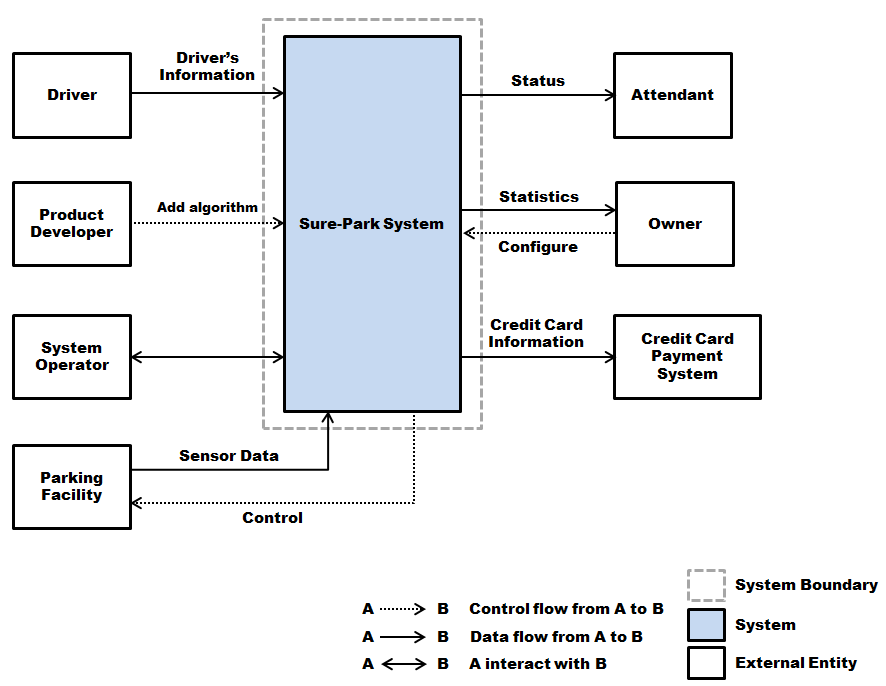 Driver
Driver's
Information
Sure-Park System
Status
Attendant
Product
Developer
Add algorithm
Statistics
Configure
Owner
System
Operator
Credit Card
Information
Credit Card
Payment
System
Parking
Facility
Sensor Data
Control
A B Control flow from A to B
A B Data flow from A to B
A B A interact with B
System Boundary
System
External Entity